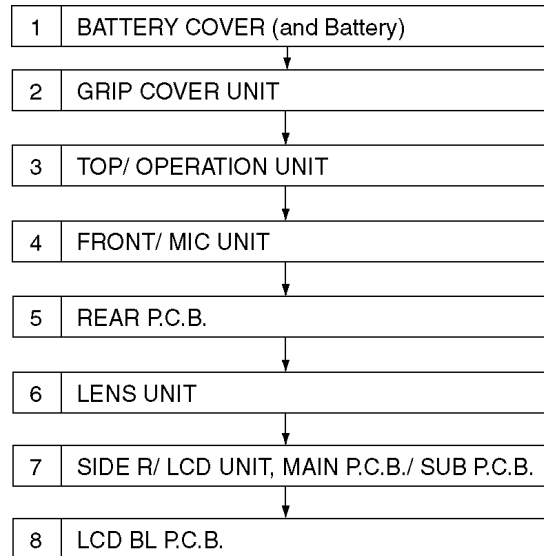 1 BATTERY COVER (and Battery)
2 GRIP COVER UNIT
3 TOP/ OPERATION UNIT
4 FRONT/ MIC UNIT
5 REAR P.C.B.
6 LENS UNIT
7 SIDE R/ LCD UNIT, MAIN P.C.B./ SUB P.C.B.
8 LCD BL P.C.B.